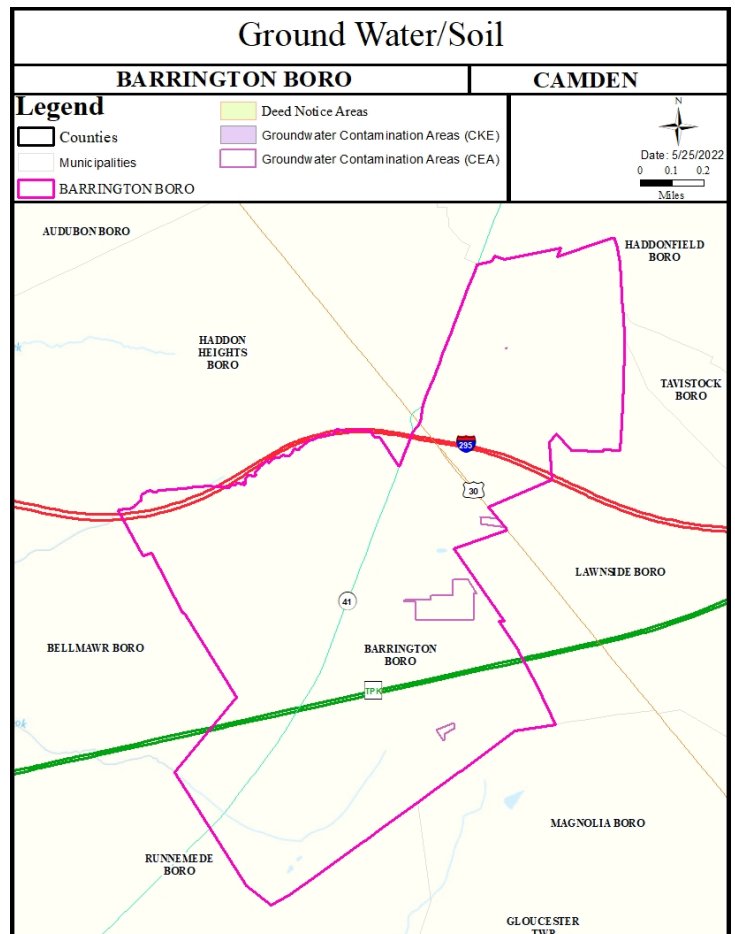 Ground Water/Soil
BARRINGTON BORO
CAMDEN
Legend
Counties
Municipalities
BARRINGTON BORO
Deed Notice Areas
Groundwater Contamination Areas (CKE)
Groundwater Contamination Areas (CEA)
N
Date: 5/25/2022
0 0.1 0.2
Miles
AUDUBON BORO
HADDONFIELD
BORO
HADDON
HEIGHTS
BORO
TAVISTOCK
BORO
295
30
LAWNSIDE BORO
41
BELLMAWR BORO
BARRINGTON
BORO
TPK
MAGNOLIA BORO
RUNNEMEDE
BORO
GLOUCESTER
TWP